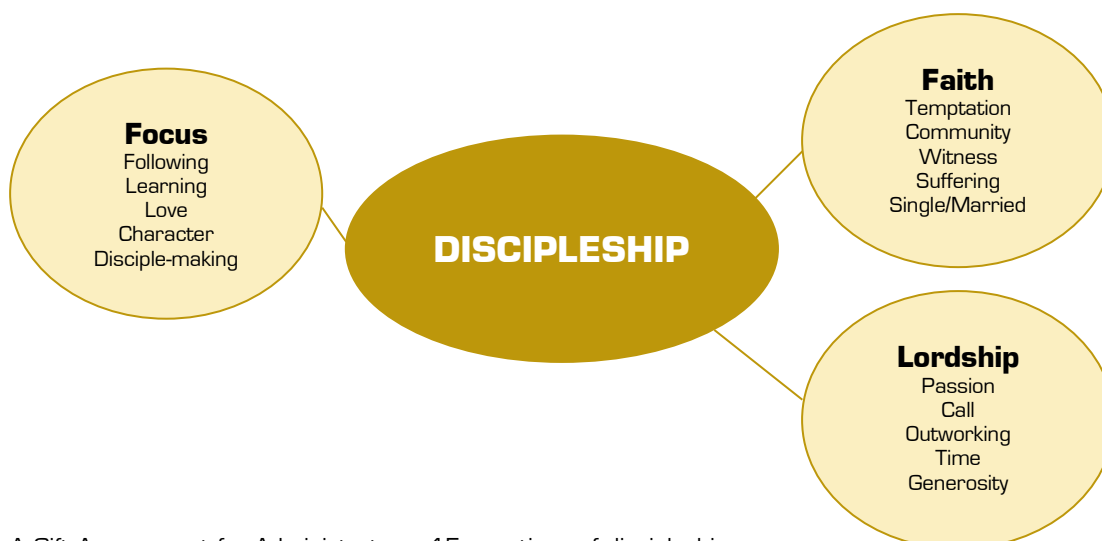 Focus
Following
Learning
Love
Character
Disciple-making
DISCIPLESHIP
Faith
Temptation
Community
Witness
Suffering
Single/Married
Lordship
Passion
Call
Outworking
Time
Generosity